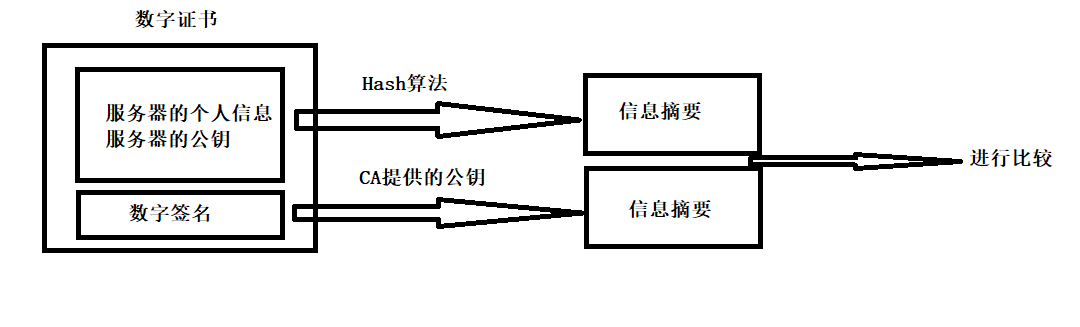 数字证书
服务器的个人信息
服务器的公钥
数字签名
Hash算法
CA提供的公钥
信息摘要
信息摘要
进行比较